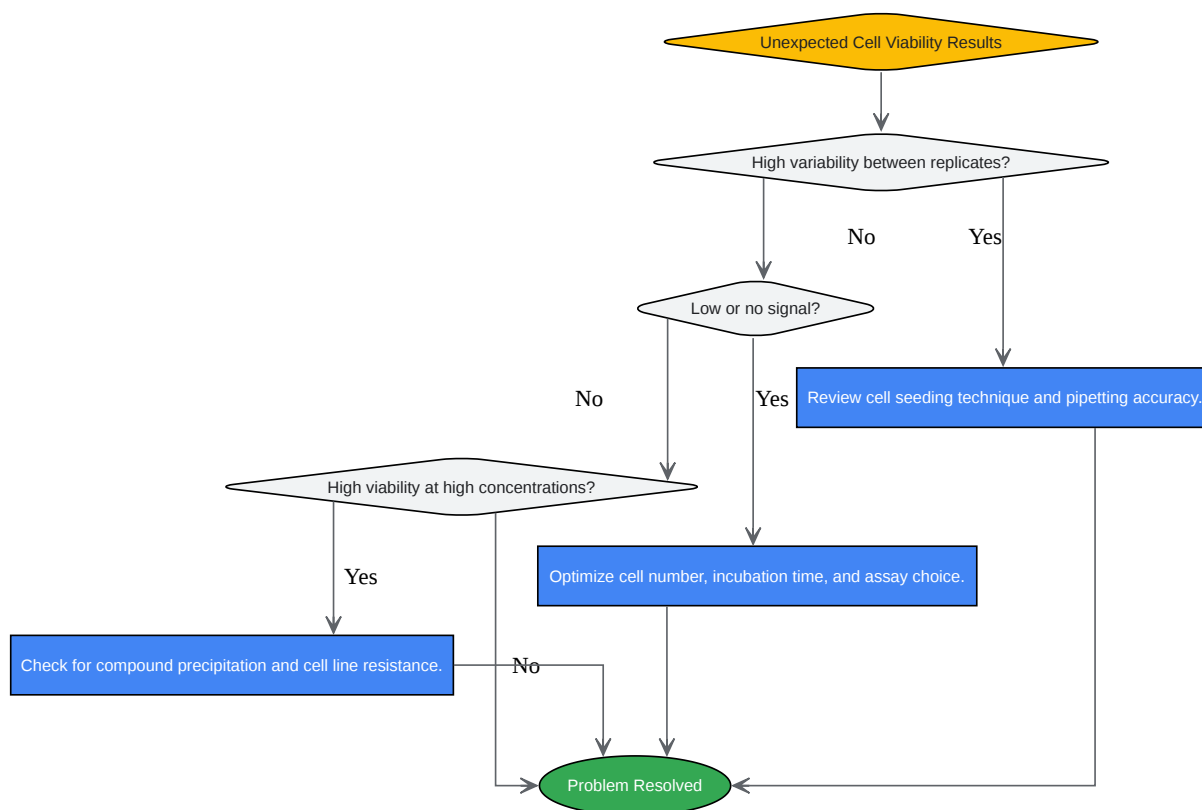 Unexpected Cell Viability Results
High variability between replicates?
No
Yes
Low or no signal?
Review cell seeding technique and pipetting accuracy.
No
Yes
High viability at high concentrations?
Optimize cell number, incubation time, and assay choice.
Yes
Check for compound precipitation and cell line resistance.
No
Problem Resolved